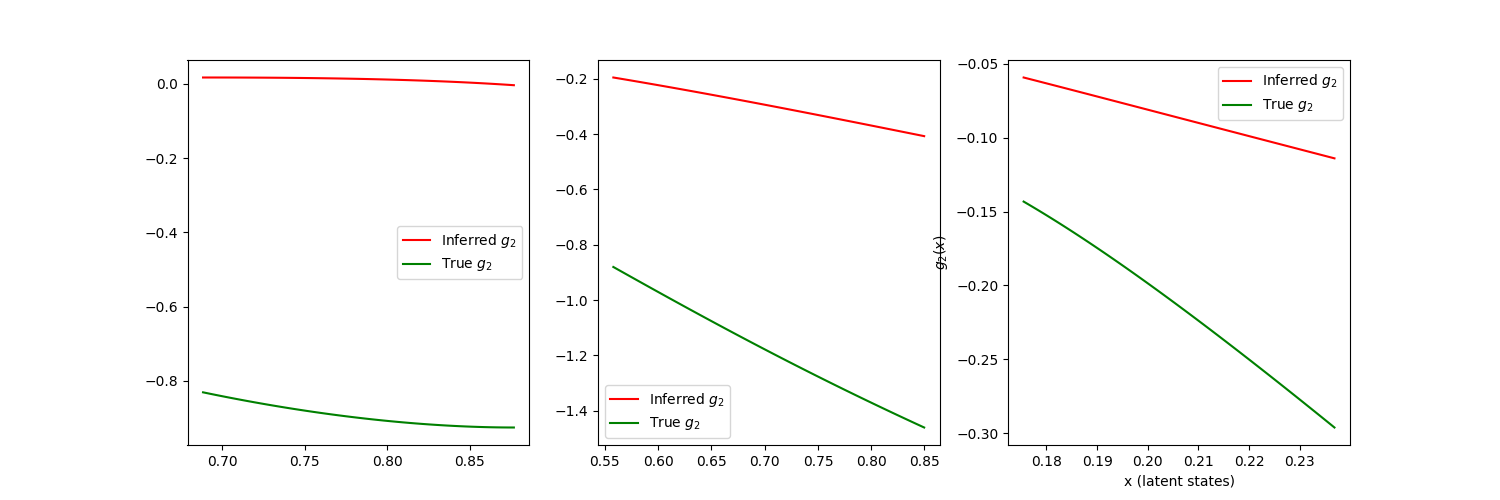 0.0
−0.2
−0.4
−0.6
−0.8
0.70 0.75 0.80 0.85
Inferred g₂
True g₂
−0.2
−0.4
−0.6
−0.8
−1.0
−1.2
−1.4
0.55 0.60 0.65 0.70 0.75 0.80 0.85
Inferred g₂
True g₂
g₂(x)
−0.05
−0.10
−0.15
−0.20
−0.25
−0.30
0.18 0.19 0.20 0.21 0.22 0.23
x (latent states)
Inferred g₂
True g₂